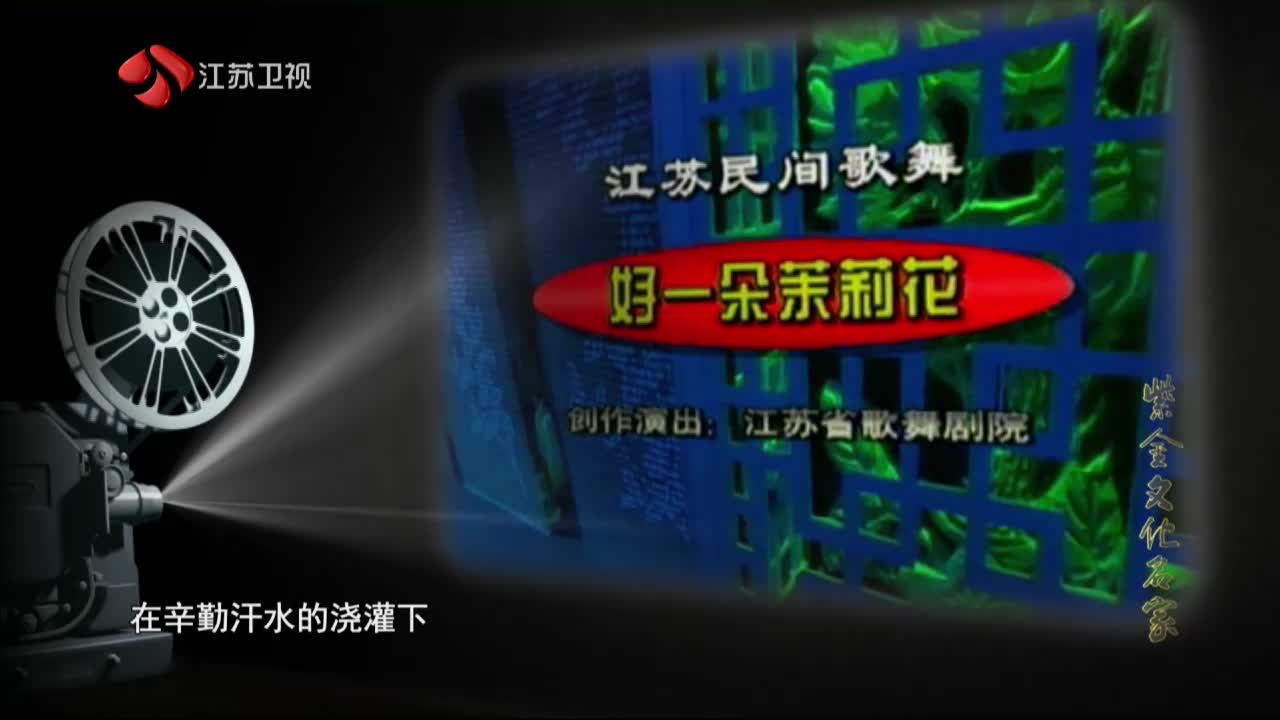 江苏卫视
江苏民间歌舞
好一朵茉莉花
创作演出：江苏省歌舞剧院
紫金文化名家
在辛勤汗水的浇灌下